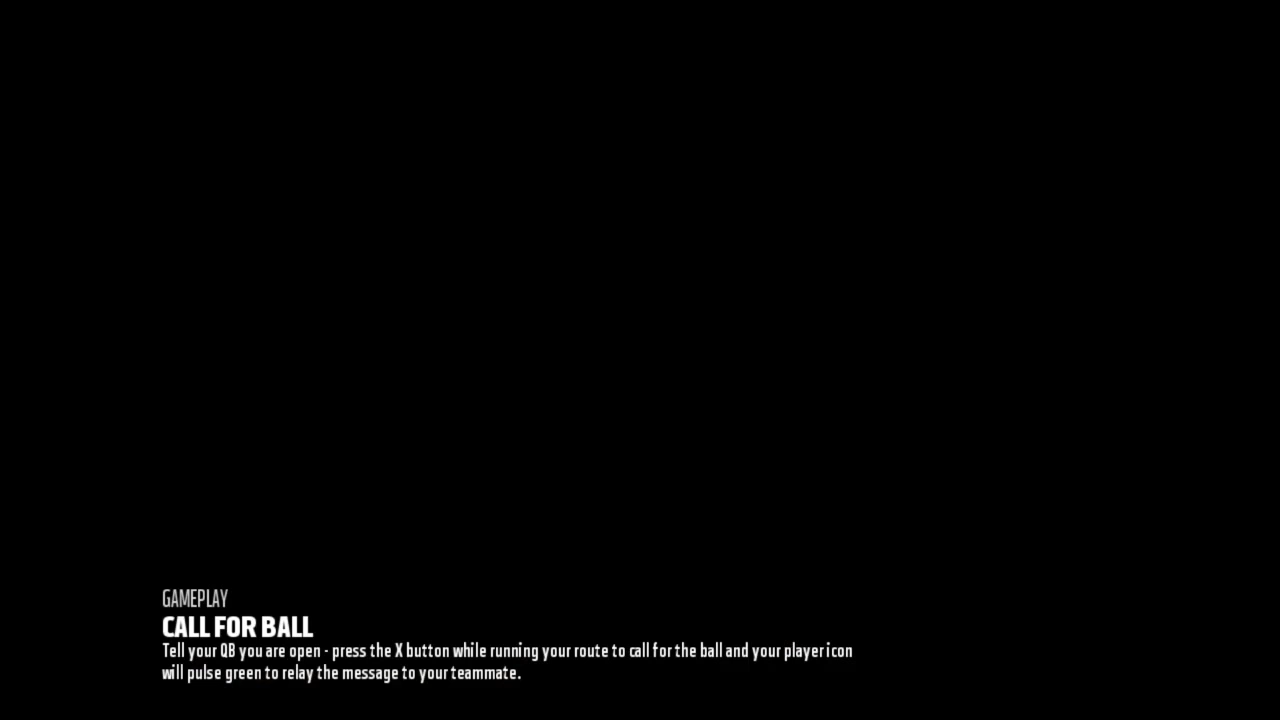 GAMEPLAY
CALL FOR BALL
Tell your QB you are open - press the X button while running your route to call for the ball and your player icon
will pulse green to relay the message to your teammate.